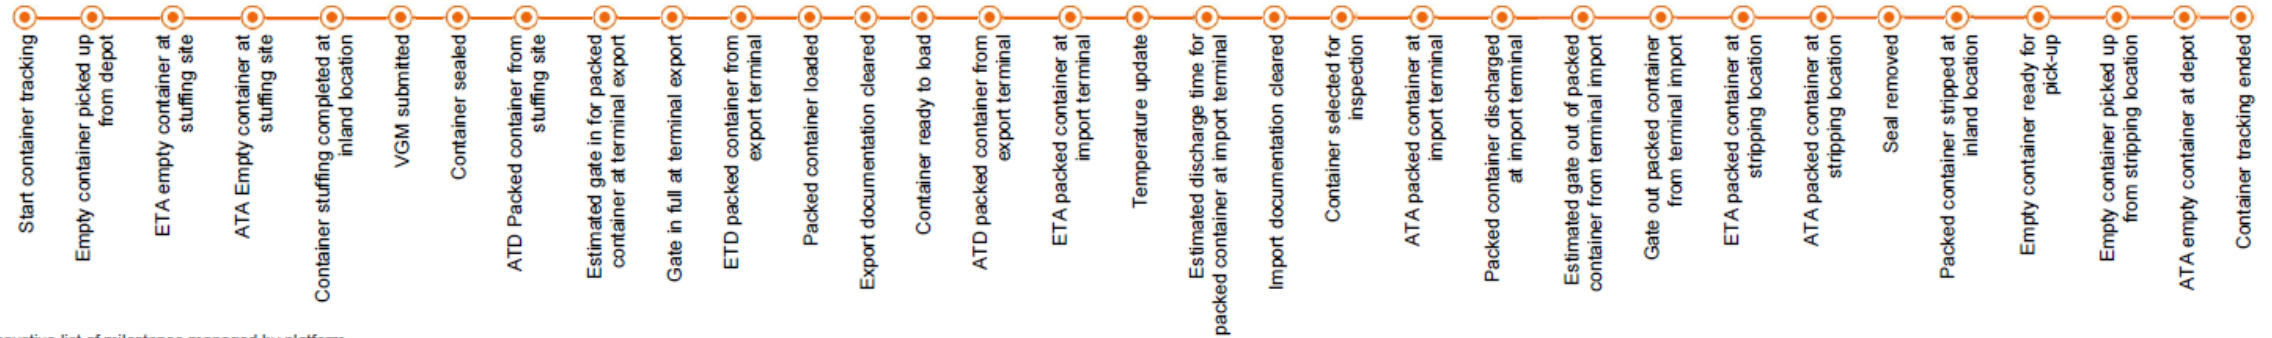 Start container tracking
Empty container picked up
from depot
ETA empty container at
stuffing site
ATA Empty container at
stuffing site
Container stuffing completed at
inland location
VGM submitted
Container sealed
ATD Packed container from
stuffing site
Estimated gate in for packed
container at terminal export
Gate in full at terminal export
ETD packed container from
export terminal
Packed container loaded
Export documentation cleared
Container ready to load
ATD packed container from
export terminal
ETA packed container at
import terminal
Temperature update
Estimated discharge time for
packed container at import terminal
Import documentation cleared
Container selected for
inspection
ATA packed container at
import terminal
Packed container discharged
at import terminal
Estimated gate out of packed
container from terminal import
Gate out packed container
from terminal import
ETA packed container at
stripping location
ATA packed container at
stripping location
Seal removed
Packed container stripped at
inland location
Empty container ready for
pick-up
Empty container picked up
from stripping location
ATA empty container at depot
Container tracking ended
list of milestones managed by platform